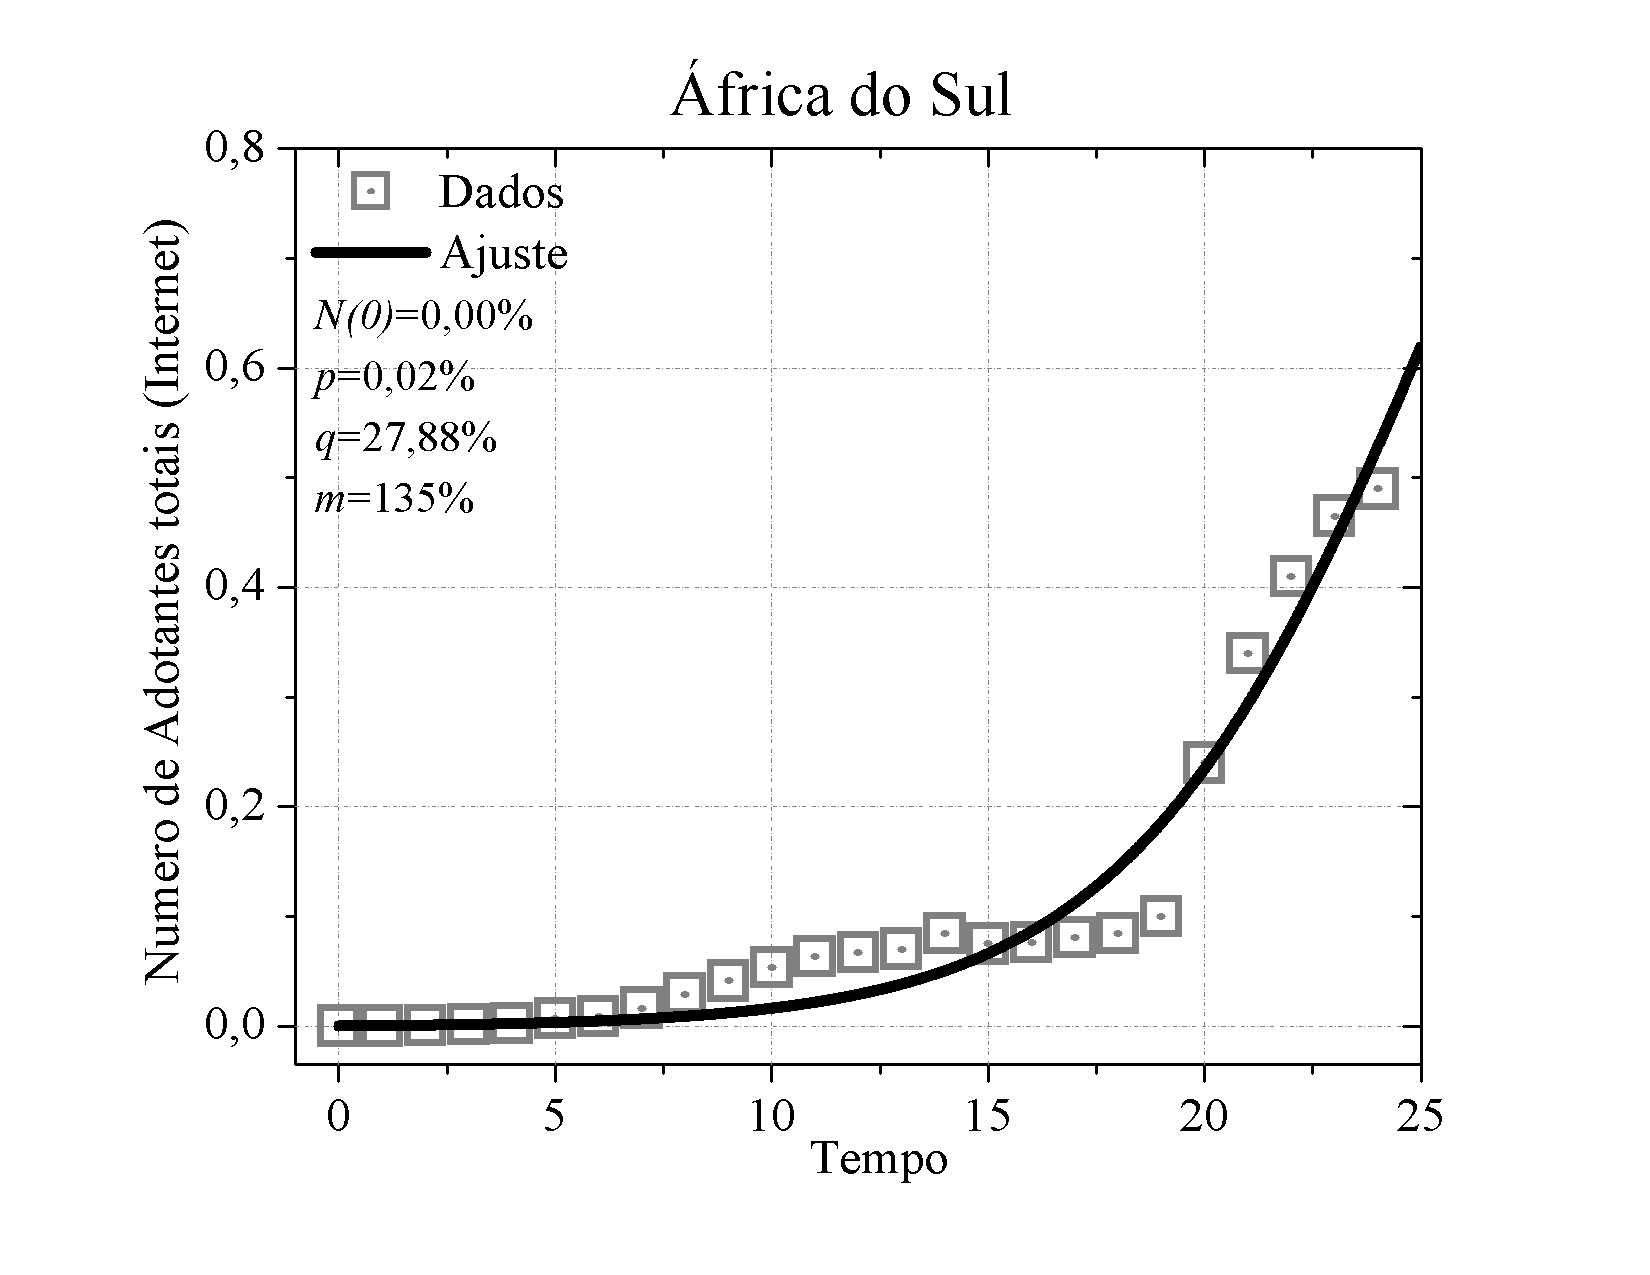 África do Sul
Dados
Ajuste
N(0)=0,00%
p=0,02%
q=27,88%
m=135%
Numero de Adotantes totais (Internet)
0,8
0,6
0,4
0,2
0,0
0 5 10 15 20 25
Tempo